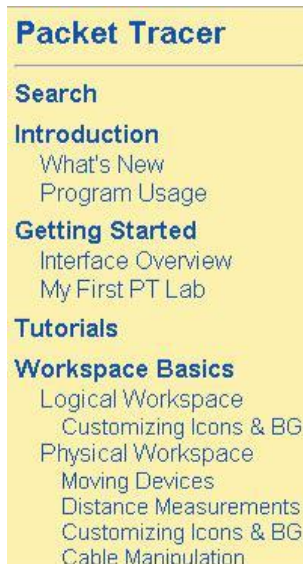 Packet Tracer
Search
Introduction
What's New
Program Usage
Getting Started
Interface Overview
My First PT Lab
Tutorials
Workspace Basics
Logical Workspace
Customizing Icons & BG
Physical Workspace
Moving Devices
Distance Measurements
Customizing Icons & BG
Cable Manipulation